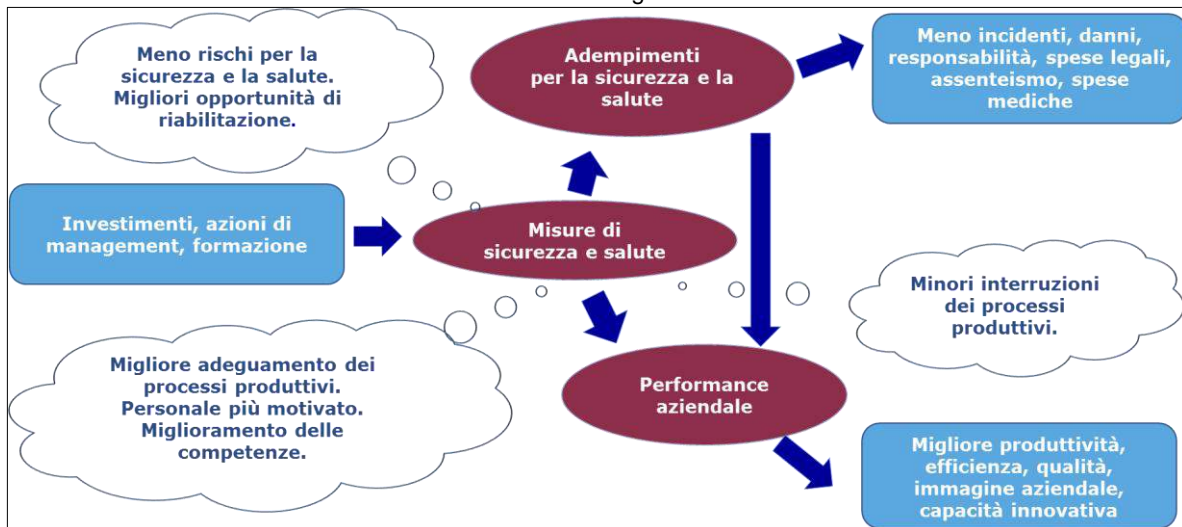 Meno rischi per la
sicurezza e la salute.
Migliori opportunità di
riabilitazione.
Adempimenti
per la sicurezza e la
salute
Meno incidenti, danni,
responsabilità, spese legali,
assenteismo, spese
mediche
Investimenti, azioni di
management, formazione
Misure di
sicurezza e salute
Minori interruzioni
dei processi
produttivi.
Migliore adeguamento dei
processi produttivi.
Personale più motivato.
Miglioramento delle
competenze.
Performance
aziendale
Migliore produttività,
efficienza, qualità,
immagine aziendale,
capacità innovativa